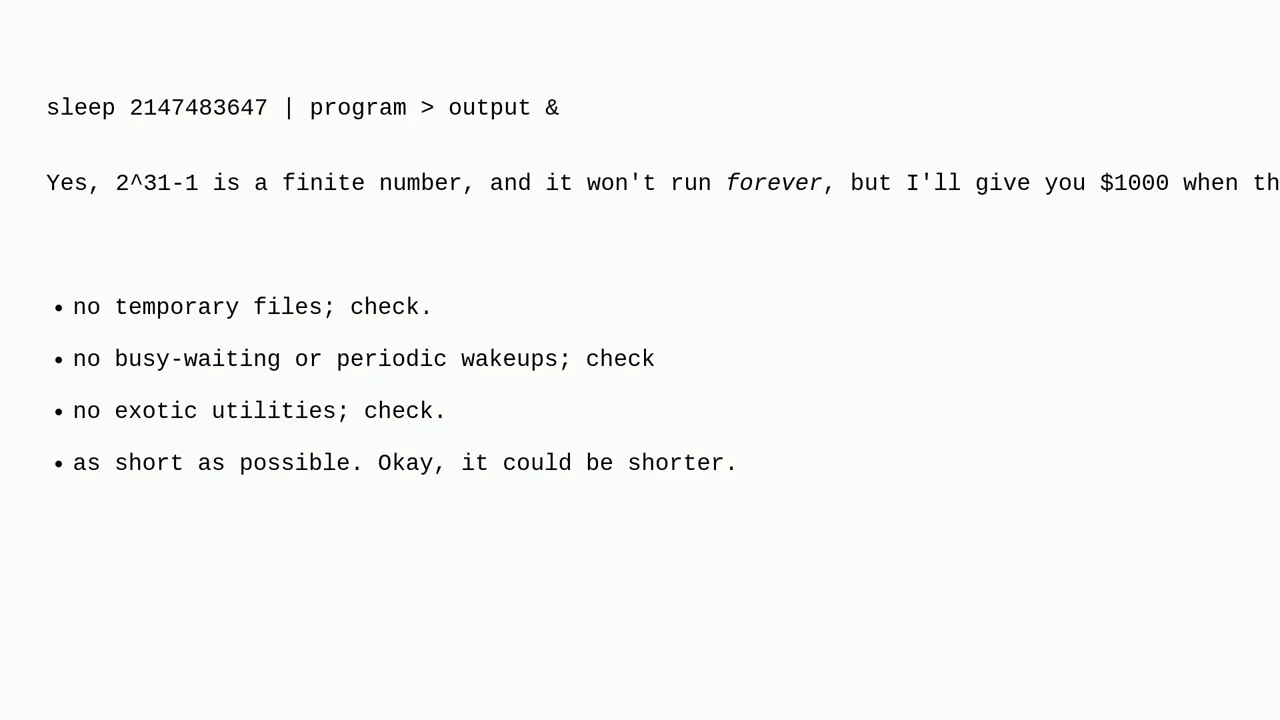 sleep 2147483647 | program > output &
Yes, 2^31-1 is a finite number, and it won't run forever, but I'll give you $1000 when
• no temporary files; check.
• no busy-waiting or periodic wakeups; check
• no exotic utilities; check.
• as short as possible. Okay, it could be shorter.